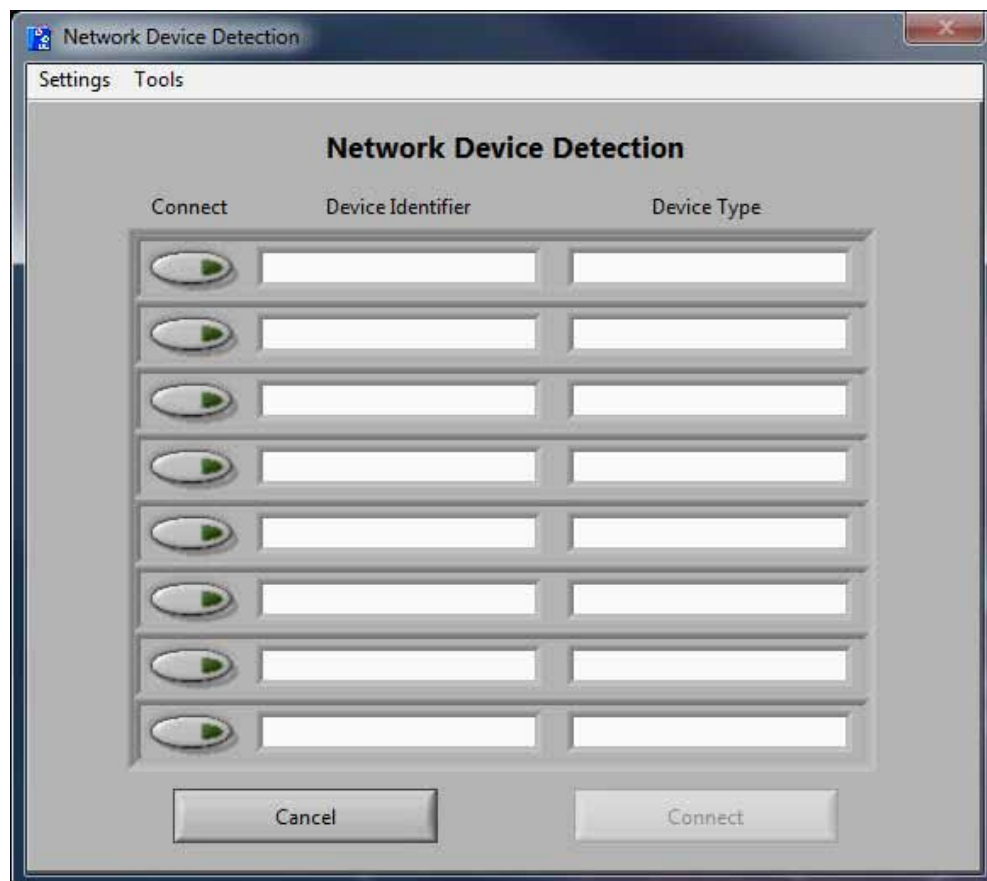 Network Device Detection
Settings Tools
Network Device Detection
Connect Device Identifier Device Type
Cancel Connect